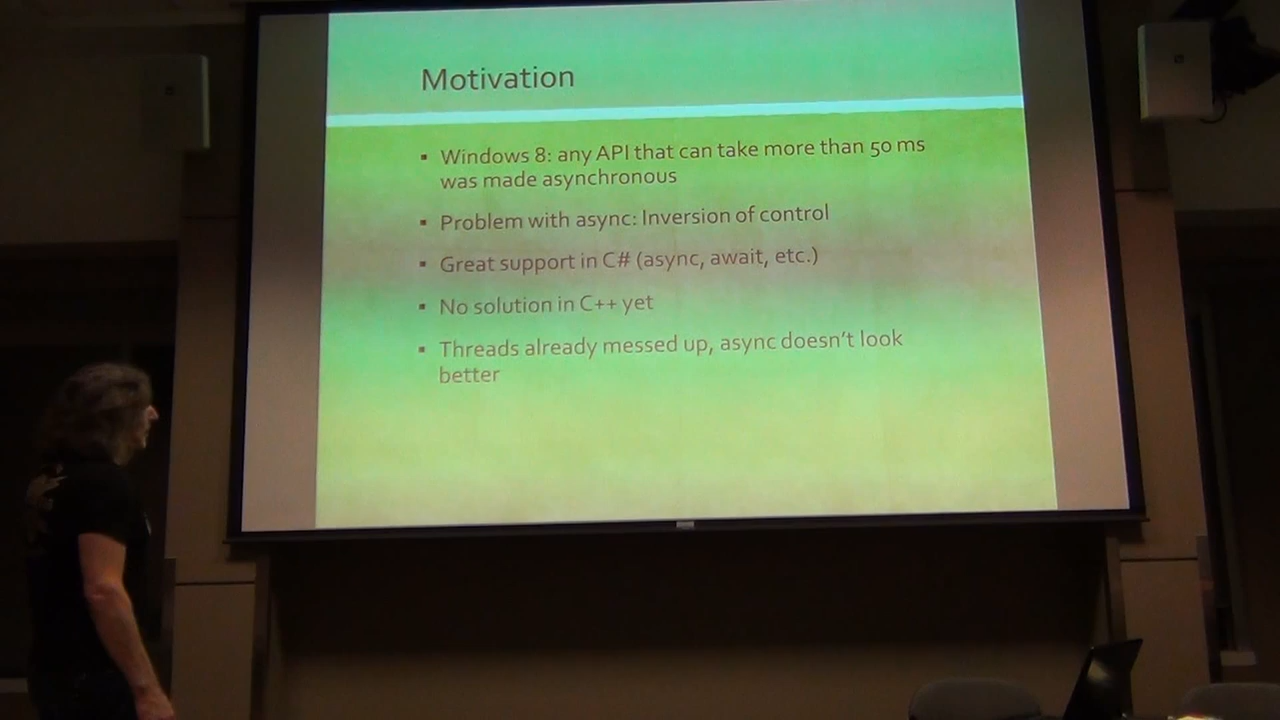 Motivation
▪ Windows 8: any API that can take more than 50 ms
was made asynchronous
▪ Problem with async: Inversion of control
▪ Great support in C# (async, await, etc.)
▪ No solution in C++ yet
▪ Threads already messed up, async doesn't look
better